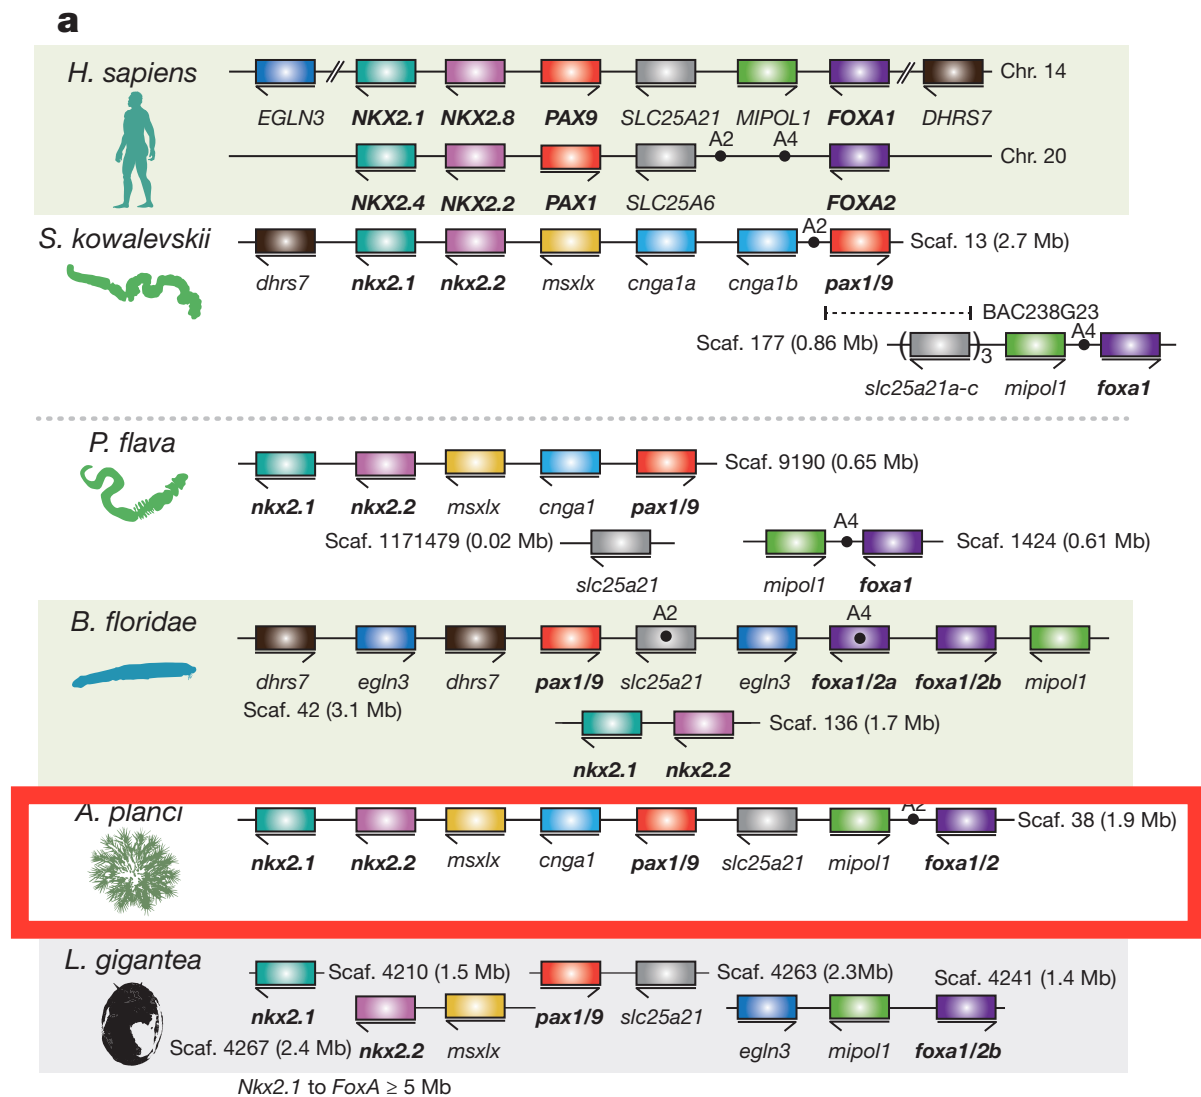 a
H. sapiens
Chr. 14
EGLN3 NKX2.1 NKX2.8 PAX9 SLC25A21 MIPOL1 FOXA1 DHRS7
A2 A4
Chr. 20
NKX2.4 NKX2.2 PAX1 SLC25A6 FOXA2
S. kowalevskii
A2
Scaf. 13 (2.7 Mb)
dhrs7 nkx2.1 nkx2.2 msxlx cnga1a cnga1b pax1/9
BAC238G23
Scaf. 177 (0.86 Mb) ( )3 A4
slc25a21a-c mipol1 foxa1
P. flava
Scaf. 9190 (0.65 Mb)
nkx2.1 nkx2.2 msxlx cnga1 pax1/9
A4
Scaf. 1171479 (0.02 Mb) Scaf. 1424 (0.61 Mb)
slc25a21 mipol1 foxa1
B. floridae
A2 A4
dhrs7 egln3 dhrs7 pax1/9 slc25a21 egln3 foxa1/2a foxa1/2b mipol1
Scaf. 42 (3.1 Mb)
Scaf. 136 (1.7 Mb)
nkx2.1 nkx2.2
A. planci
A2
Scaf. 38 (1.9 Mb)
nkx2.1 nkx2.2 msxlx cnga1 pax1/9 slc25a21 mipol1 foxa1/2
L. gigantea
Scaf. 4210 (1.5 Mb) Scaf. 4263 (2.3Mb) Scaf. 4241 (1.4 Mb)
nkx2.1 pax1/9 slc25a21
Scaf. 4267 (2.4 Mb) nkx2.2 msxlx egln3 mipol1 foxa1/2b
Nkx2.1 to FoxA ≥ 5 Mb